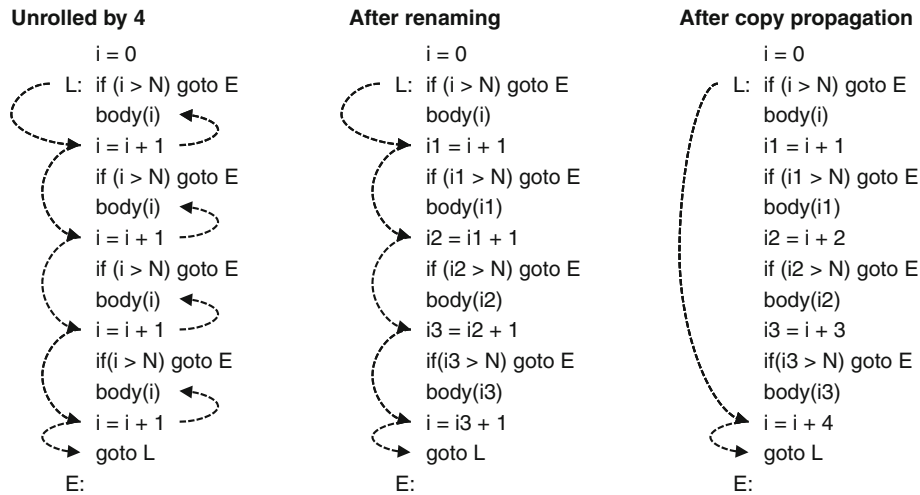 Unrolled by 4
i = 0
L: if (i > N) goto E
body(i)
i = i + 1
if (i > N) goto E
body(i)
i = i + 1
if (i > N) goto E
body(i)
i = i + 1
if(i > N) goto E
body(i)
i = i + 1
goto L
E:
After renaming
i = 0
L: if (i > N) goto E
body(i)
i1 = i + 1
if (i1 > N) goto E
body(i1)
i2 = i1 + 1
if (i2 > N) goto E
body(i2)
i3 = i2 + 1
if(i3 > N) goto E
body(i3)
i = i3 + 1
goto L
E:
After copy propagation
i = 0
L: if (i > N) goto E
body(i)
i1 = i + 1
if (i1 > N) goto E
body(i1)
i2 = i + 2
if (i2 > N) goto E
body(i2)
i3 = i + 3
if(i3 > N) goto E
body(i3)
i = i + 4
goto L
E: